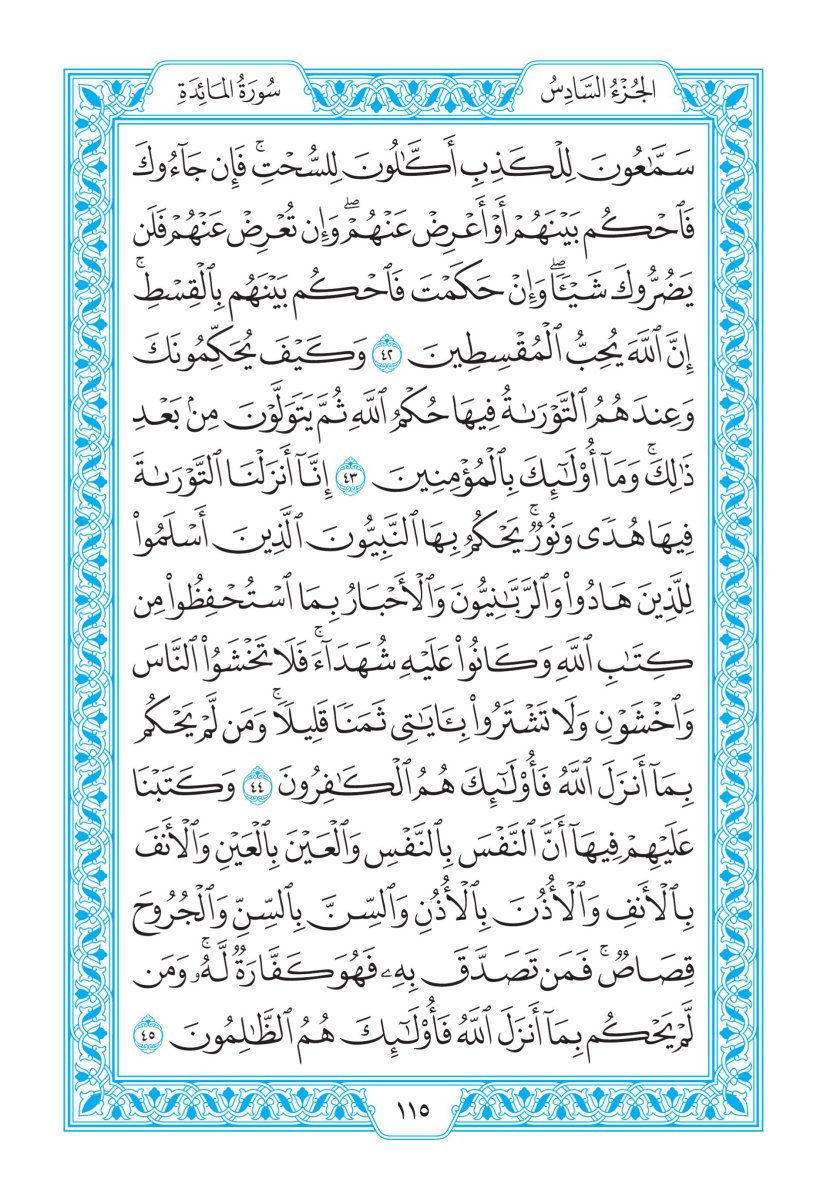 الجُزْءُ السَّادِسُ
سُورَةُ المَائِدَةِ
سَمَّٰعُونَ لِلْكَذِبِ أَكَّٰلُونَ لِلسُّحْتِۚ فَإِن جَآءُوكَ
فَٱحْكُم بَيْنَهُمْ أَوْ أَعْرِضْ عَنْهُمْۖ وَإِن تُعْرِضْ عَنْهُمْ فَلَن
يَضُرُّوكَ شَيْـًٔاۖ وَإِنْ حَكَمْتَ فَٱحْكُم بَيْنَهُم بِٱلْقِسْطِۚ
إِنَّ ٱللَّهَ يُحِبُّ ٱلْمُقْسِطِينَ ٤٢ وَكَيْفَ يُحَكِّمُونَكَ
وَعِندَهُمُ ٱلتَّوْرَىٰةُ فِيهَا حُكْمُ ٱللَّهِ ثُمَّ يَتَوَلَّوْنَ مِنۢ بَعْدِ
ذَٰلِكَۚ وَمَآ أُو۟لَٰٓئِكَ بِٱلْمُؤْمِنِينَ ٤٣ إِنَّآ أَنزَلْنَا ٱلتَّوْرَىٰةَ
فِيهَا هُدًى وَنُورٌۚ يَحْكُمُ بِهَا ٱلنَّبِيُّونَ ٱلَّذِينَ أَسْلَمُوا۟
لِلَّذِينَ هَادُوا۟ وَٱلرَّبَّٰنِيُّونَ وَٱلْأَحْبَارُ بِمَا ٱسْتُحْفِظُوا۟ مِن
كِتَٰبِ ٱللَّهِ وَكَانُوا۟ عَلَيْهِ شُهَدَآءَۚ فَلَا تَخْشَوُا۟ ٱلنَّاسَ
وَٱخْشَوْنِ وَلَا تَشْتَرُوا۟ بِـَٔايَٰتِى ثَمَنًا قَلِيلًاۚ وَمَن لَّمْ يَحْكُم
بِمَآ أَنزَلَ ٱللَّهُ فَأُو۟لَٰٓئِكَ هُمُ ٱلْكَٰفِرُونَ ٤٤ وَكَتَبْنَا
عَلَيْهِمْ فِيهَآ أَنَّ ٱلنَّفْسَ بِٱلنَّفْسِ وَٱلْعَيْنَ بِٱلْعَيْنِ وَٱلْأَنفَ
بِٱلْأَنفِ وَٱلْأُذُنَ بِٱلْأُذُنِ وَٱلسِّنَّ بِٱلسِّنِّ وَٱلْجُرُوحَ
قِصَاصٌۚ فَمَن تَصَدَّقَ بِهِۦ فَهُوَ كَفَّارَةٌ لَّهُۥۚ وَمَن
لَّمْ يَحْكُم بِمَآ أَنزَلَ ٱللَّهُ فَأُو۟لَٰٓئِكَ هُمُ ٱلظَّٰلِمُونَ ٤٥
١١٥